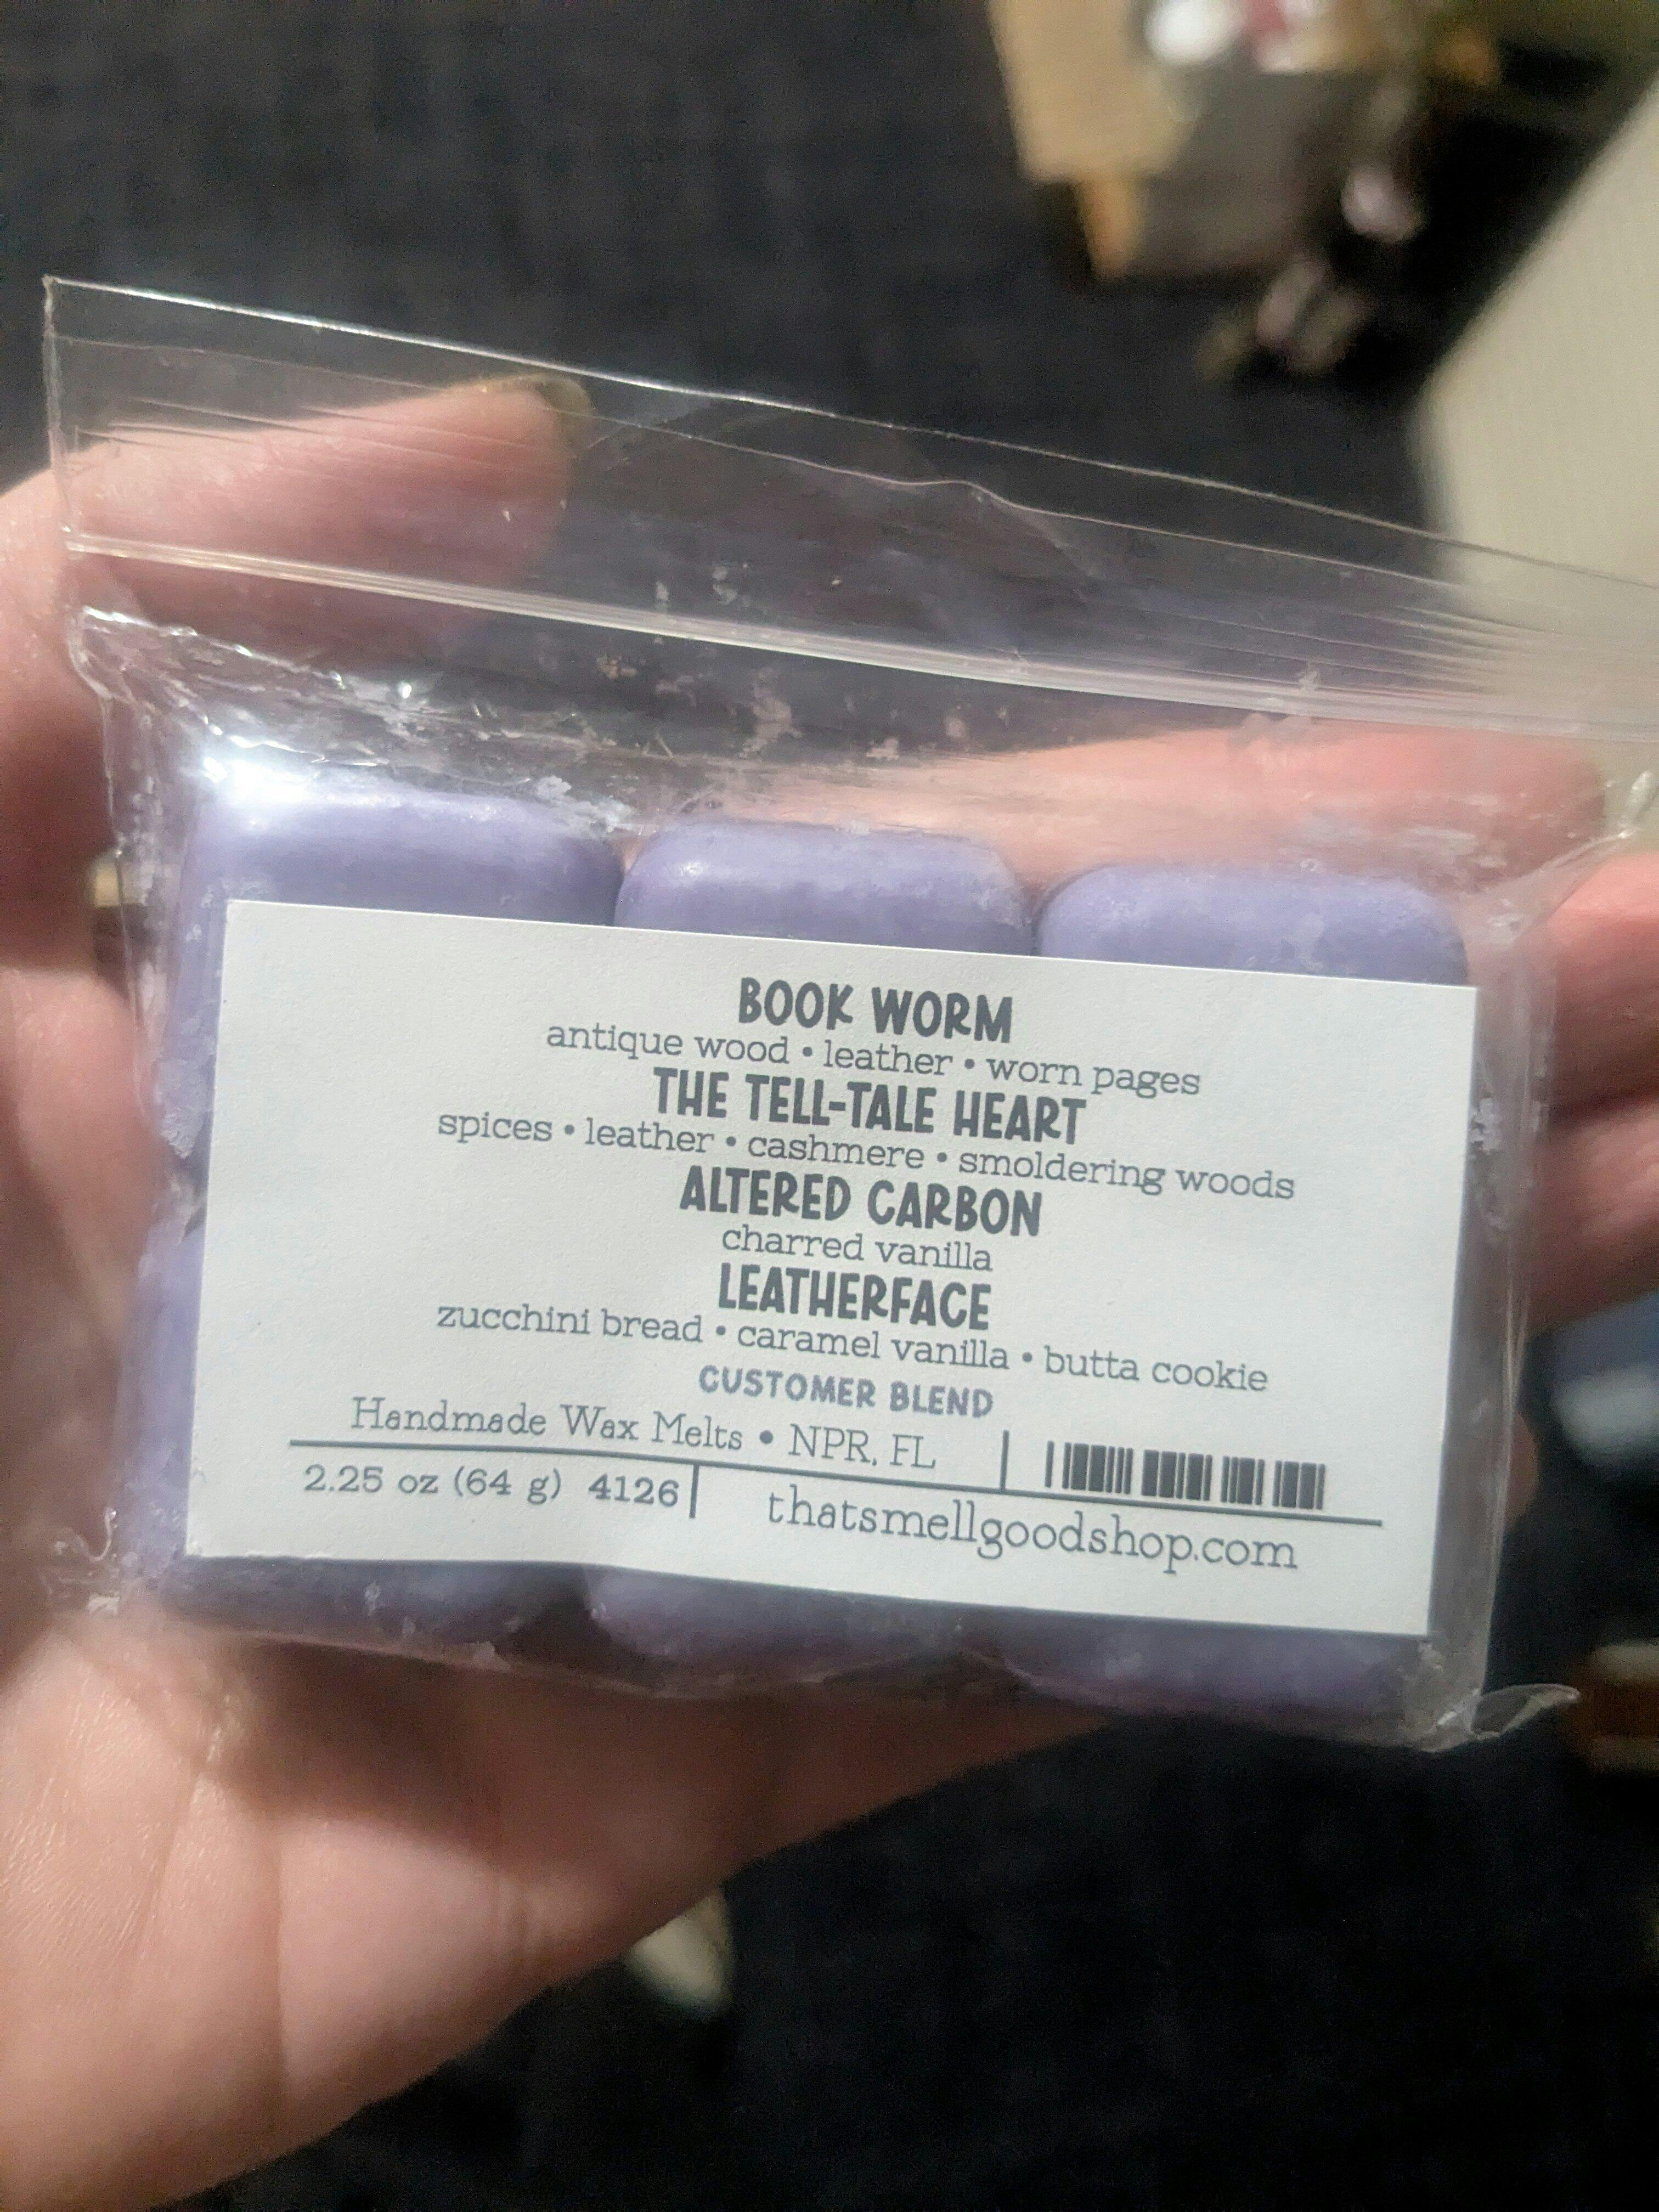 BOOK WORM
antique wood • leather • worn pages
THE TELL-TALE HEART
spices • leather • cashmere • smoldering woods
ALTERED CARBON
charred vanilla
LEATHERFACE
zucchini bread • caramel vanilla • butta cookie
CUSTOMER BLEND
Handmade Wax Melts • NPR, FL
2.25 oz (64 g) 4126
thatsmellgoodshop.com